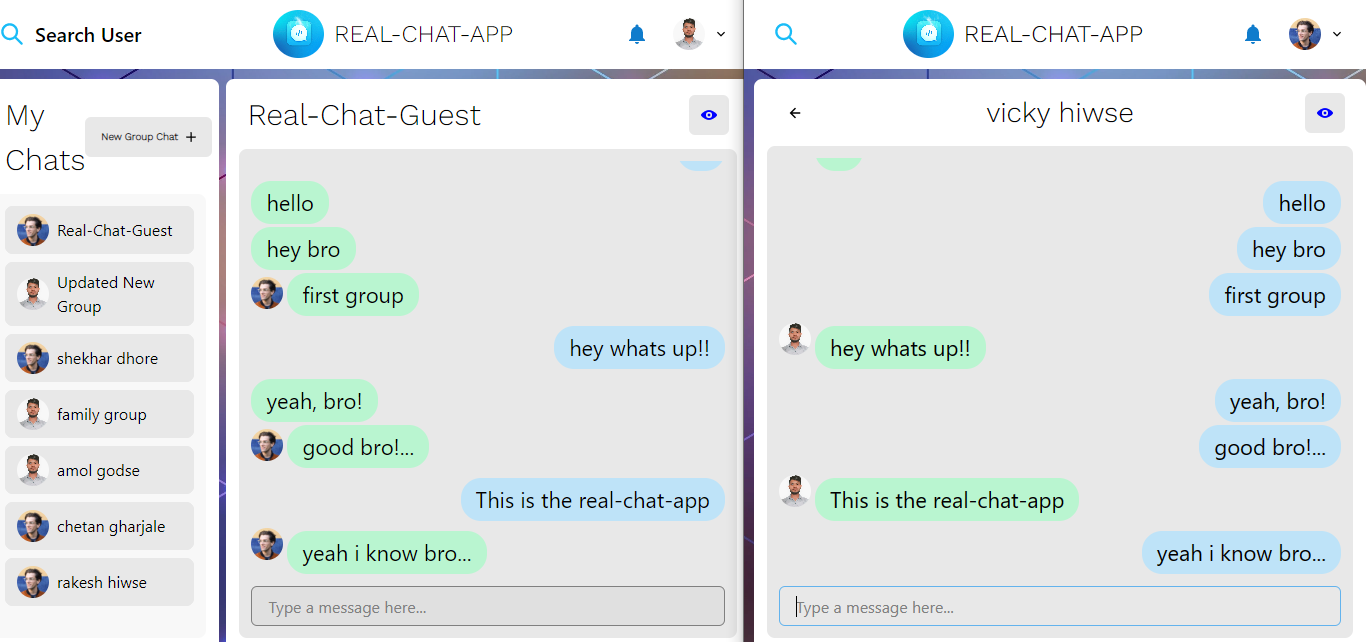 Search User
REAL-CHAT-APP
My
Chats
New Group Chat +
Real-Chat-Guest
Updated New
Group
shekhar dhore
family group
amol godse
chetan gharjale
rakesh hiwse
Real-Chat-Guest
hello
hey bro
first group
hey whats up!!
yeah, bro!
good bro!...
This is the real-chat-app
yeah i know bro...
Type a message here...
REAL-CHAT-APP
vicky hiwse
hello
hey bro
first group
hey whats up!!
yeah, bro!
good bro!...
This is the real-chat-app
yeah i know bro...
Type a message here...